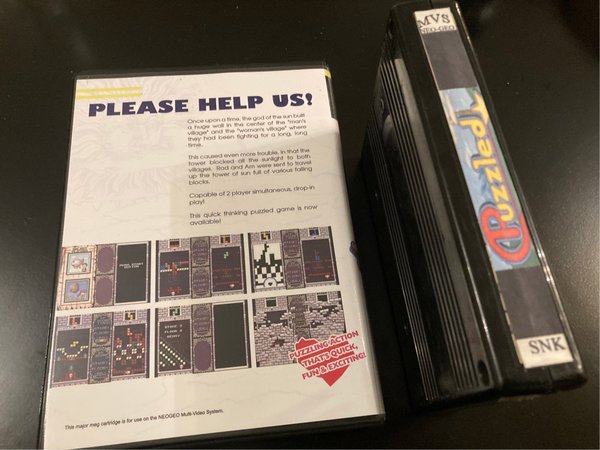 PLEASE HELP US!
Once upon a time, the god of the sun built
a huge wall in the center of the "man's
village" and the "woman's village" where
they had been fighting for a long, long
time.
This caused even more trouble, in that the
tower blocked all the sunlight to both
villages. Rad and Am were sent to travel
up the tower of sun full of various falling
blocks.
Capable of 2 player simultaneous, drop-in
play!
This quick thinking puzzled game is now
available!
PUZZLING ACTION
THAT'S QUICK,
FUN & EXCITING!
This major meg cartridge is for use on the NEOGEO Multi-Video System.
MVS
NEO-GEO
Puzzled
SNK